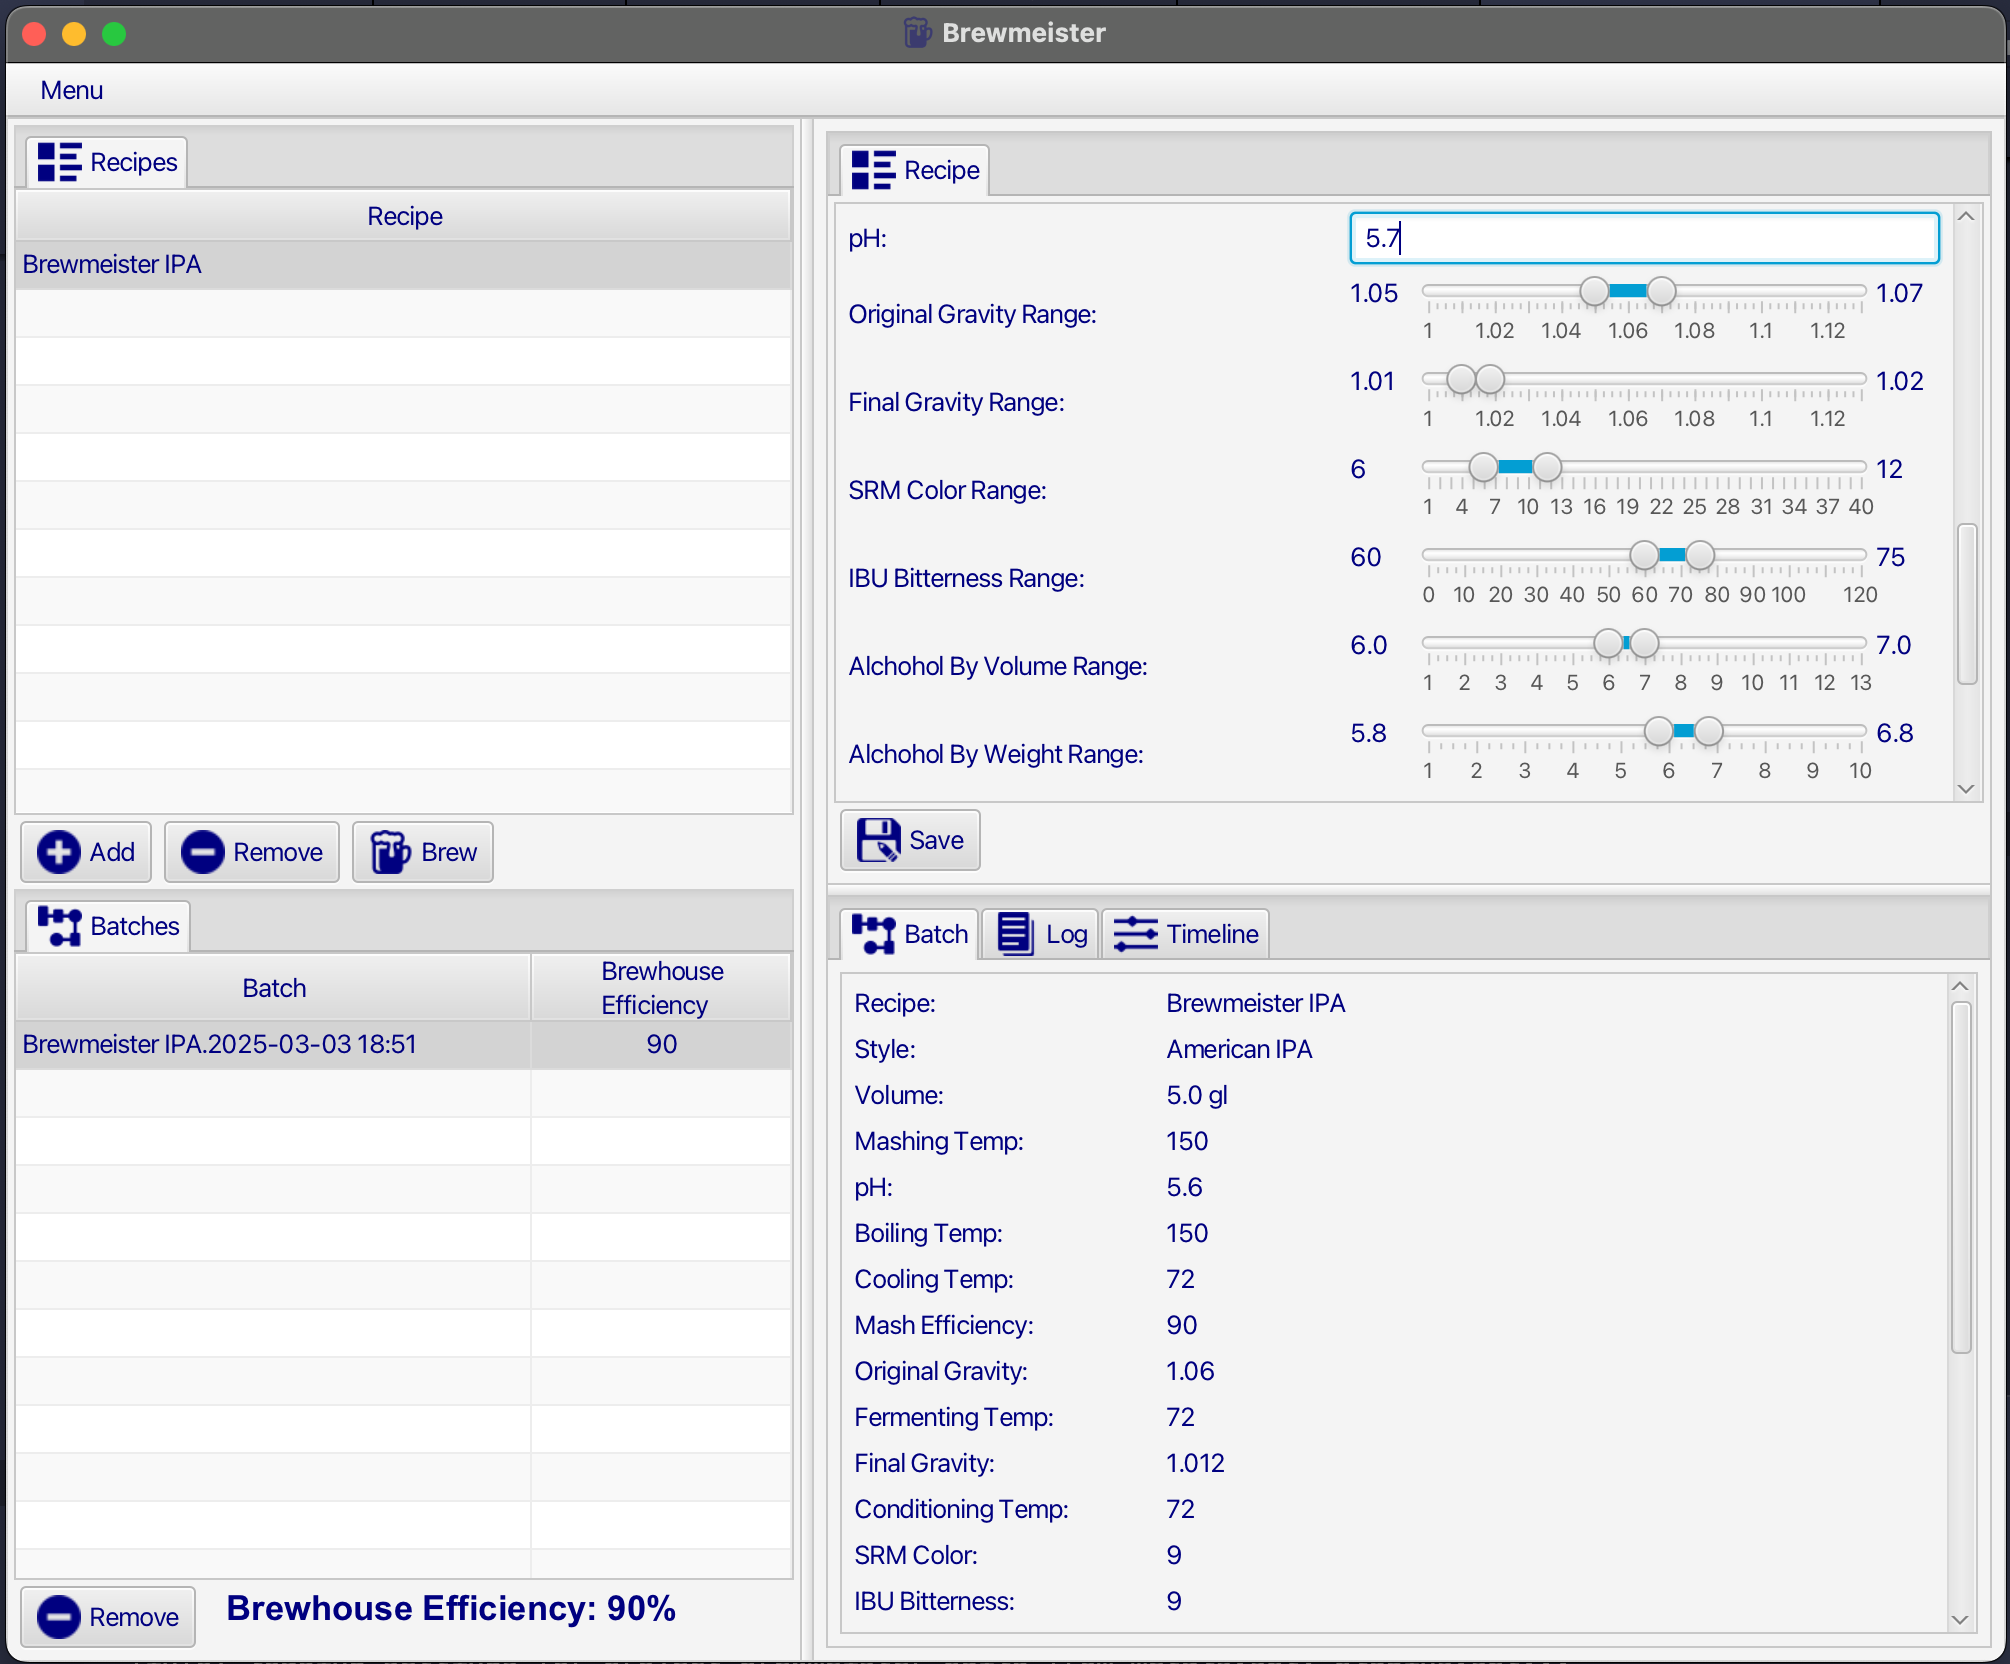 Brewmeister
Menu
Recipes
Recipe
Brewmeister IPA
Add
Remove
Brew
Batches
Batch
Brewhouse
Efficiency
Brewmeister IPA.2025-03-03 18:51
90
Remove
Brewhouse Efficiency: 90%
Recipe
pH:
5.7
Original Gravity Range:
1.05
1.07
1 1.02 1.04 1.06 1.08 1.1 1.12
Final Gravity Range:
1.01
1.02
1 1.02 1.04 1.06 1.08 1.1 1.12
SRM Color Range:
6
12
1 4 7 10 13 16 19 22 25 28 31 34 37 40
IBU Bitterness Range:
60
75
0 10 20 30 40 50 60 70 80 90 100 120
Alchohol By Volume Range:
6.0
7.0
1 2 3 4 5 6 7 8 9 10 11 12 13
Alchohol By Weight Range:
5.8
6.8
1 2 3 4 5 6 7 8 9 10
Save
Batch
Log
Timeline
Recipe: Brewmeister IPA
Style: American IPA
Volume: 5.0 gl
Mashing Temp: 150
pH: 5.6
Boiling Temp: 150
Cooling Temp: 72
Mash Efficiency: 90
Original Gravity: 1.06
Fermenting Temp: 72
Final Gravity: 1.012
Conditioning Temp: 72
SRM Color: 9
IBU Bitterness: 9